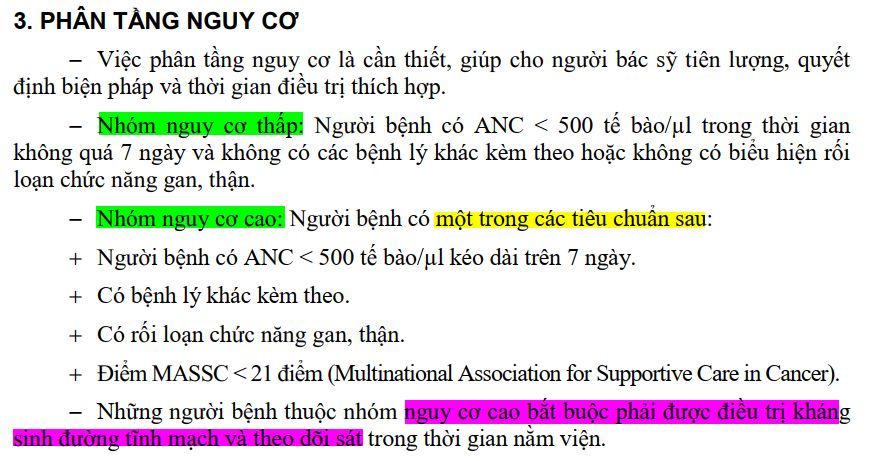 3. PHÂN TẦNG NGUY CƠ
– Việc phân tầng nguy cơ là cần thiết, giúp cho người bác sỹ tiên lượng, quyết
định biện pháp và thời gian điều trị thích hợp.
– Nhóm nguy cơ thấp: Người bệnh có ANC < 500 tế bào/µl trong thời gian
không quá 7 ngày và không có các bệnh lý khác kèm theo hoặc không có biểu hiện rối
loạn chức năng gan, thận.
– Nhóm nguy cơ cao: Người bệnh có một trong các tiêu chuẩn sau:
+ Người bệnh có ANC < 500 tế bào/µl kéo dài trên 7 ngày.
+ Có bệnh lý khác kèm theo.
+ Có rối loạn chức năng gan, thận.
+ Điểm MASSC < 21 điểm (Multinational Association for Supportive Care in Cancer).
– Những người bệnh thuộc nhóm nguy cơ cao bắt buộc phải được điều trị kháng
sinh đường tĩnh mạch và theo dõi sát trong thời gian nằm viện.